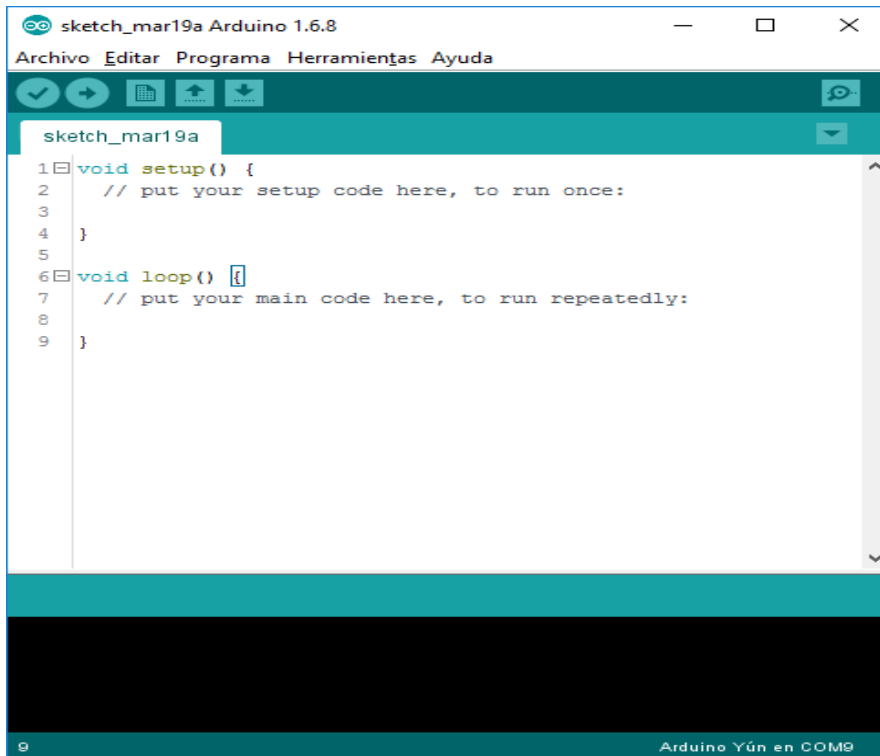 sketch_mar19a Arduino 1.6.8
Archivo Editar Programa Herramientas Ayuda
sketch_mar19a
1 void setup() {
2 // put your setup code here, to run once:
3
4 }
5
6 void loop() {
7 // put your main code here, to run repeatedly:
8
9 }
9 Arduino Yún en COM9